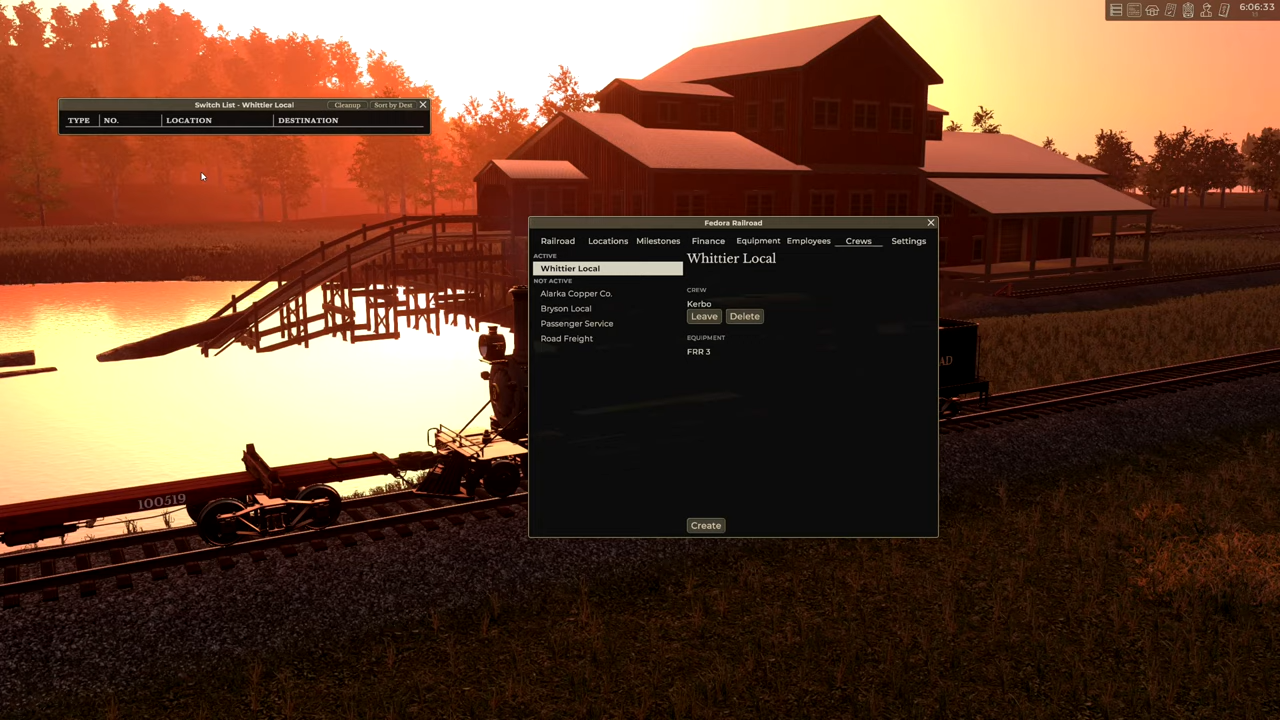 6:06:33
Switch List - Whittier Local
Cleanup
Sort by Dest
TYPE
NO.
LOCATION
DESTINATION
Fedora Railroad
Railroad
Locations
Milestones
Finance
Equipment
Employees
Crews
Settings
ACTIVE
Whittier Local
NOT ACTIVE
Alarka Copper Co.
Bryson Local
Passenger Service
Road Freight
Whittier Local
CREW
Kerbo
Leave
Delete
EQUIPMENT
FRR 3
Create
AD
100519